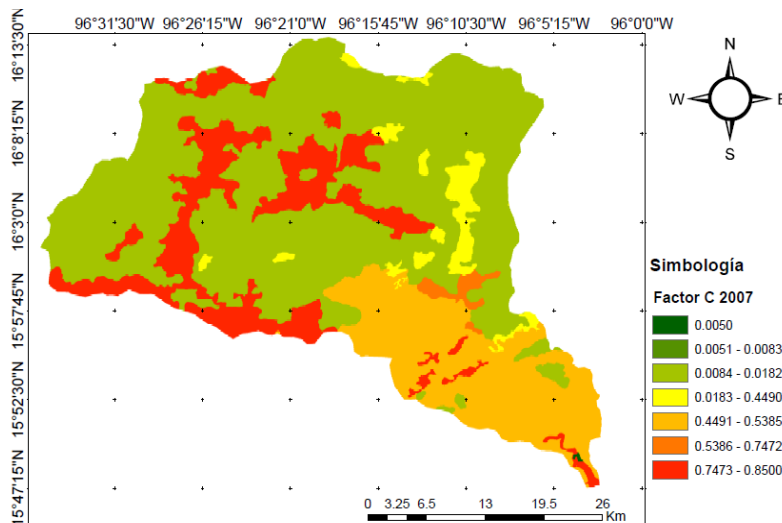 96°31'30"W 96°26'15"W 96°21'0"W 96°15'45"W 96°10'30"W 96°5'15"W 96°0'0"W
16°13'30"N
16°8'15"N
16°3'0"N
15°57'45"N
15°52'30"N
15°47'15"N
N
W E
S
Simbología
Factor C 2007
0.0050
0.0051 - 0.0083
0.0084 - 0.0182
0.0183 - 0.4490
0.4491 - 0.5385
0.5386 - 0.7472
0.7473 - 0.8500
0 3.25 6.5 13 19.5 26
Km